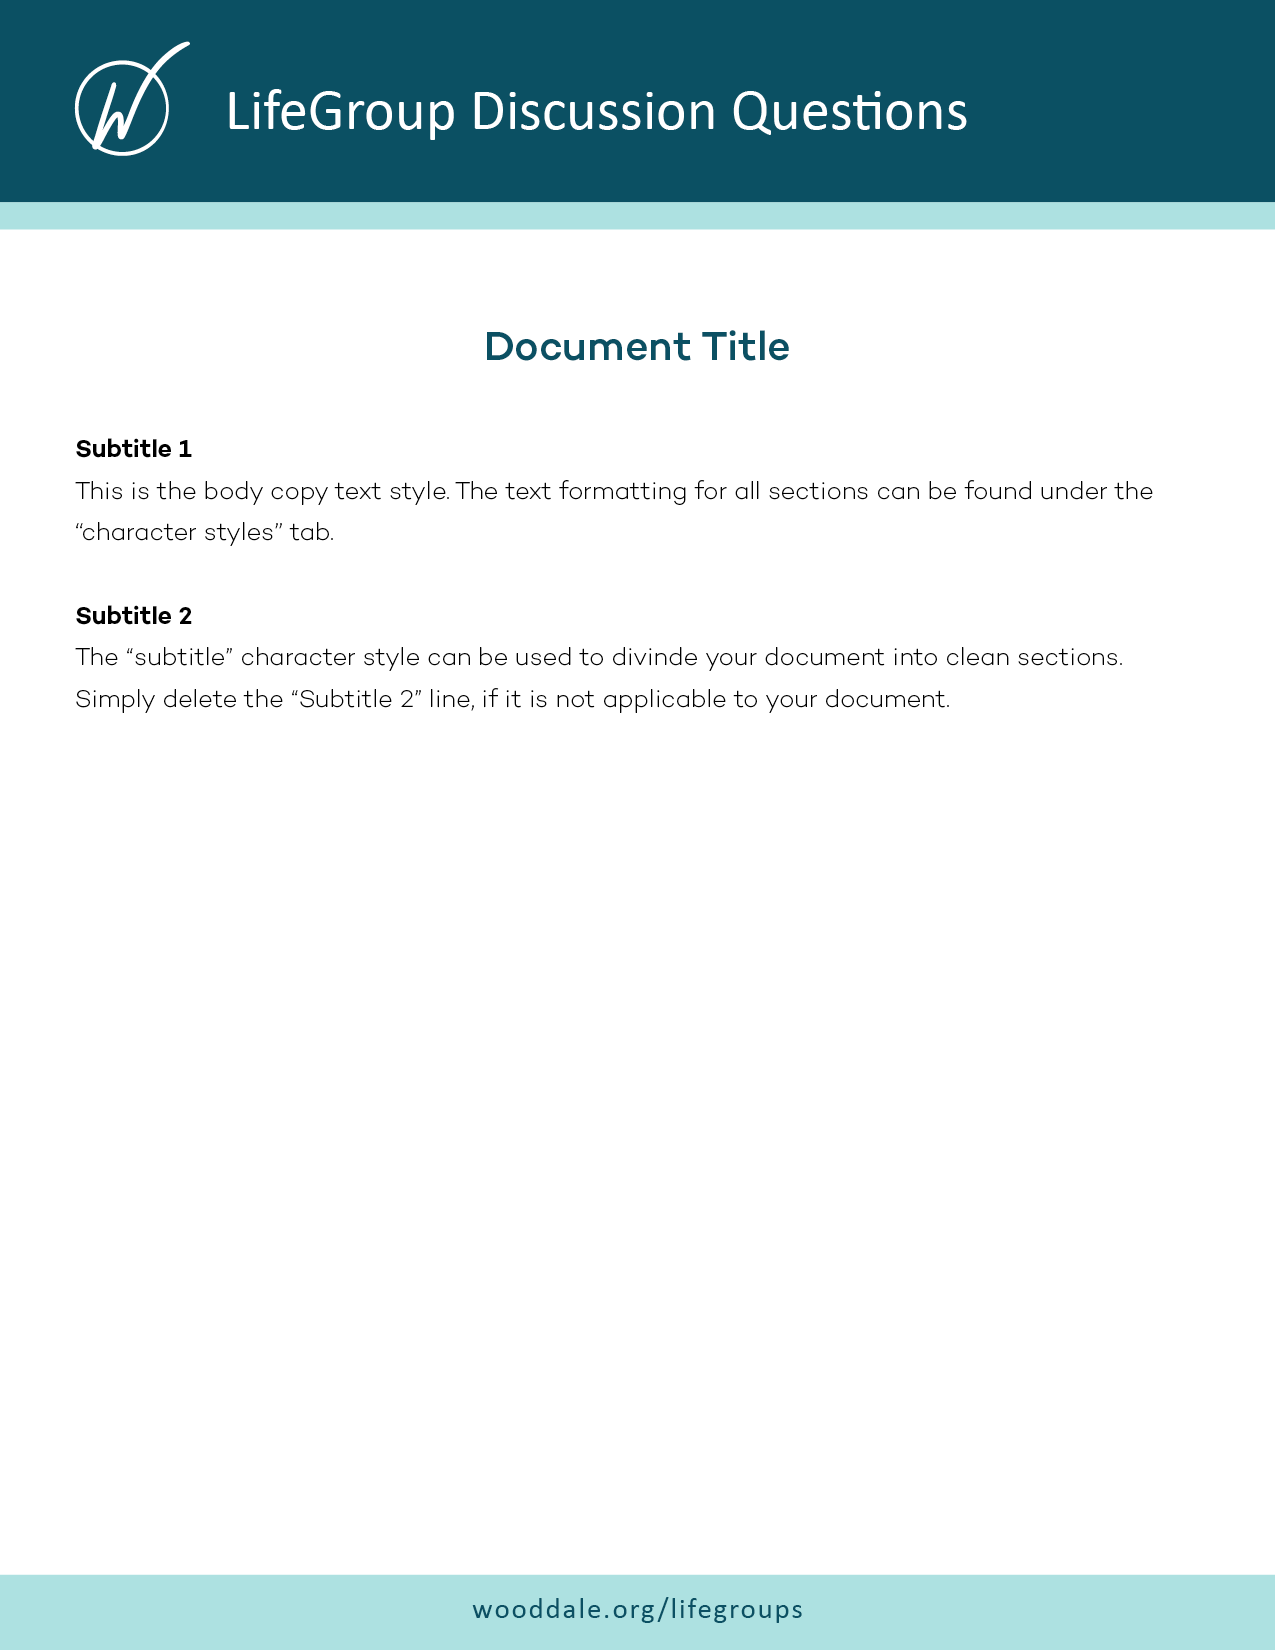 W
LifeGroup Discussion Questions
Document Title
Subtitle 1
This is the body copy text style. The text formatting for all sections can be found under the
“character styles” tab.
Subtitle 2
The “subtitle” character style can be used to divinde your document into clean sections.
Simply delete the “Subtitle 2” line, if it is not applicable to your document.
wooddale.org/lifegroups